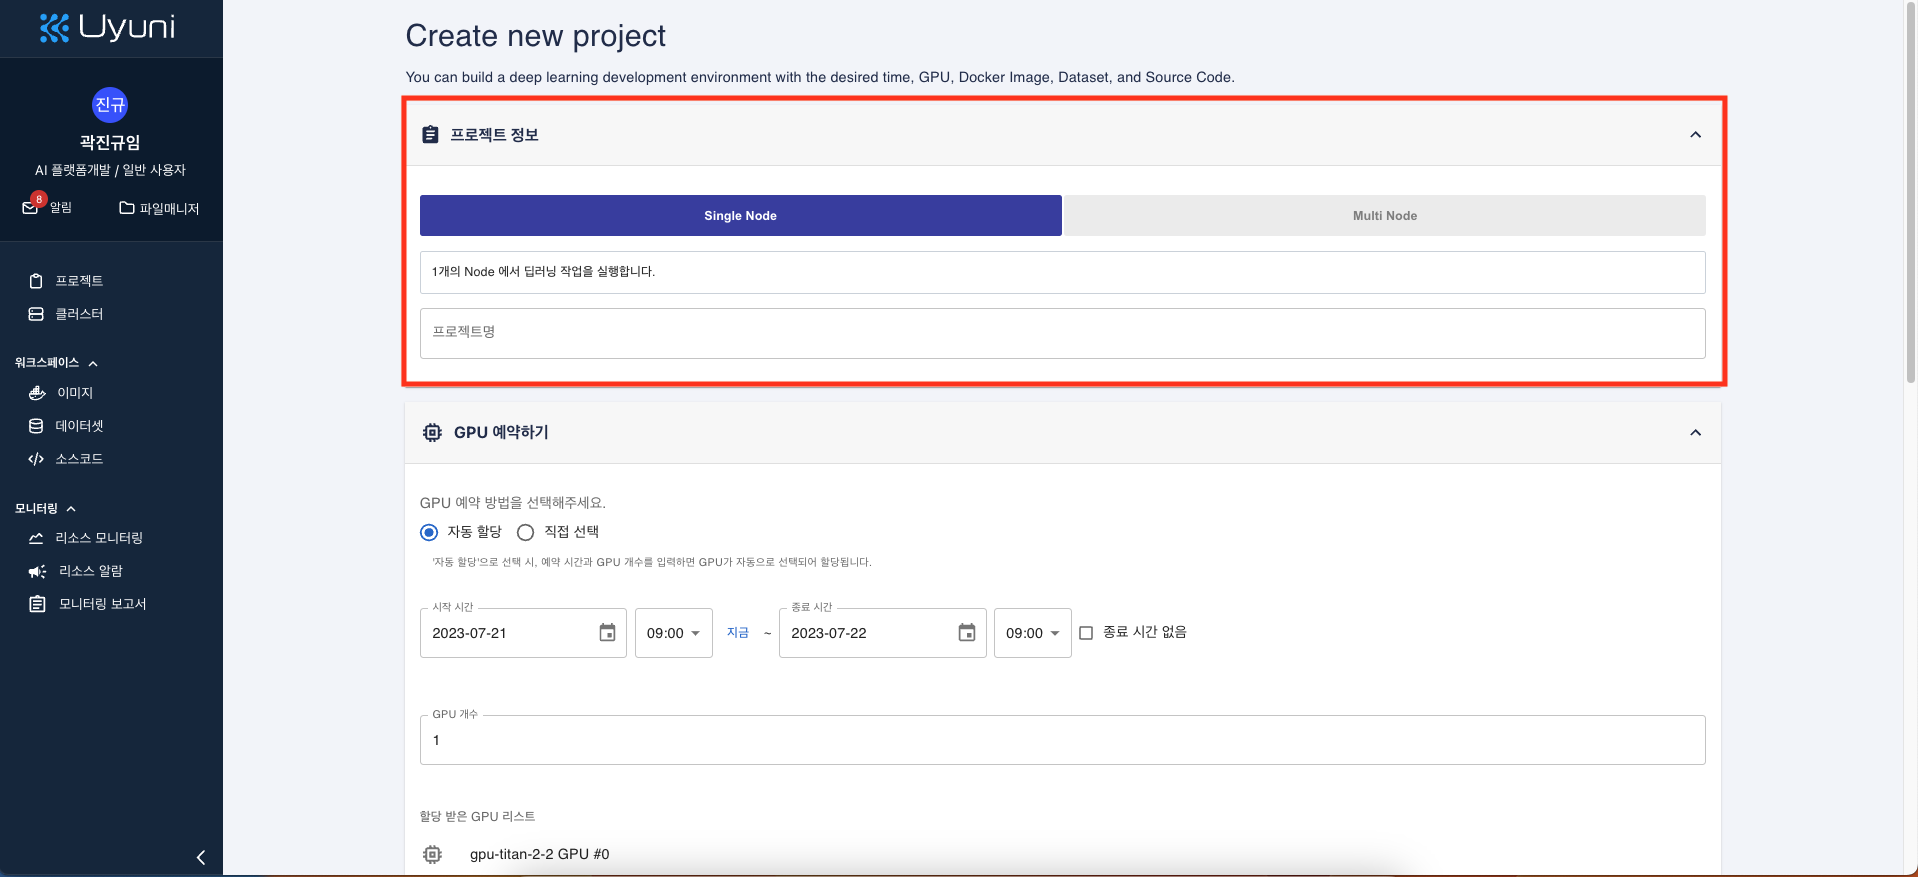 Uyuni
진규
곽진규임
AI 플랫폼개발 / 일반 사용자
8
알림
파일매니저
프로젝트
클러스터
워크스페이스
이미지
데이터셋
소스코드
모니터링
리소스 모니터링
리소스 알람
모니터링 보고서
Create new project
You can build a deep learning development environment with the desired time, GPU, Docker Image, Dataset, and Source Code.
프로젝트 정보
Single Node
Multi Node
1개의 Node 에서 딥러닝 작업을 실행합니다.
프로젝트명
GPU 예약하기
GPU 예약 방법을 선택해주세요.
자동 할당
직접 선택
'자동 할당'으로 선택 시, 예약 시간과 GPU 개수를 입력하면 GPU가 자동으로 선택되어 할당됩니다.
시작 시간
2023-07-21
09:00
지금
~
종료 시간
2023-07-22
09:00
종료 시간 없음
GPU 개수
1
할당 받은 GPU 리스트
gpu-titan-2-2 GPU #0